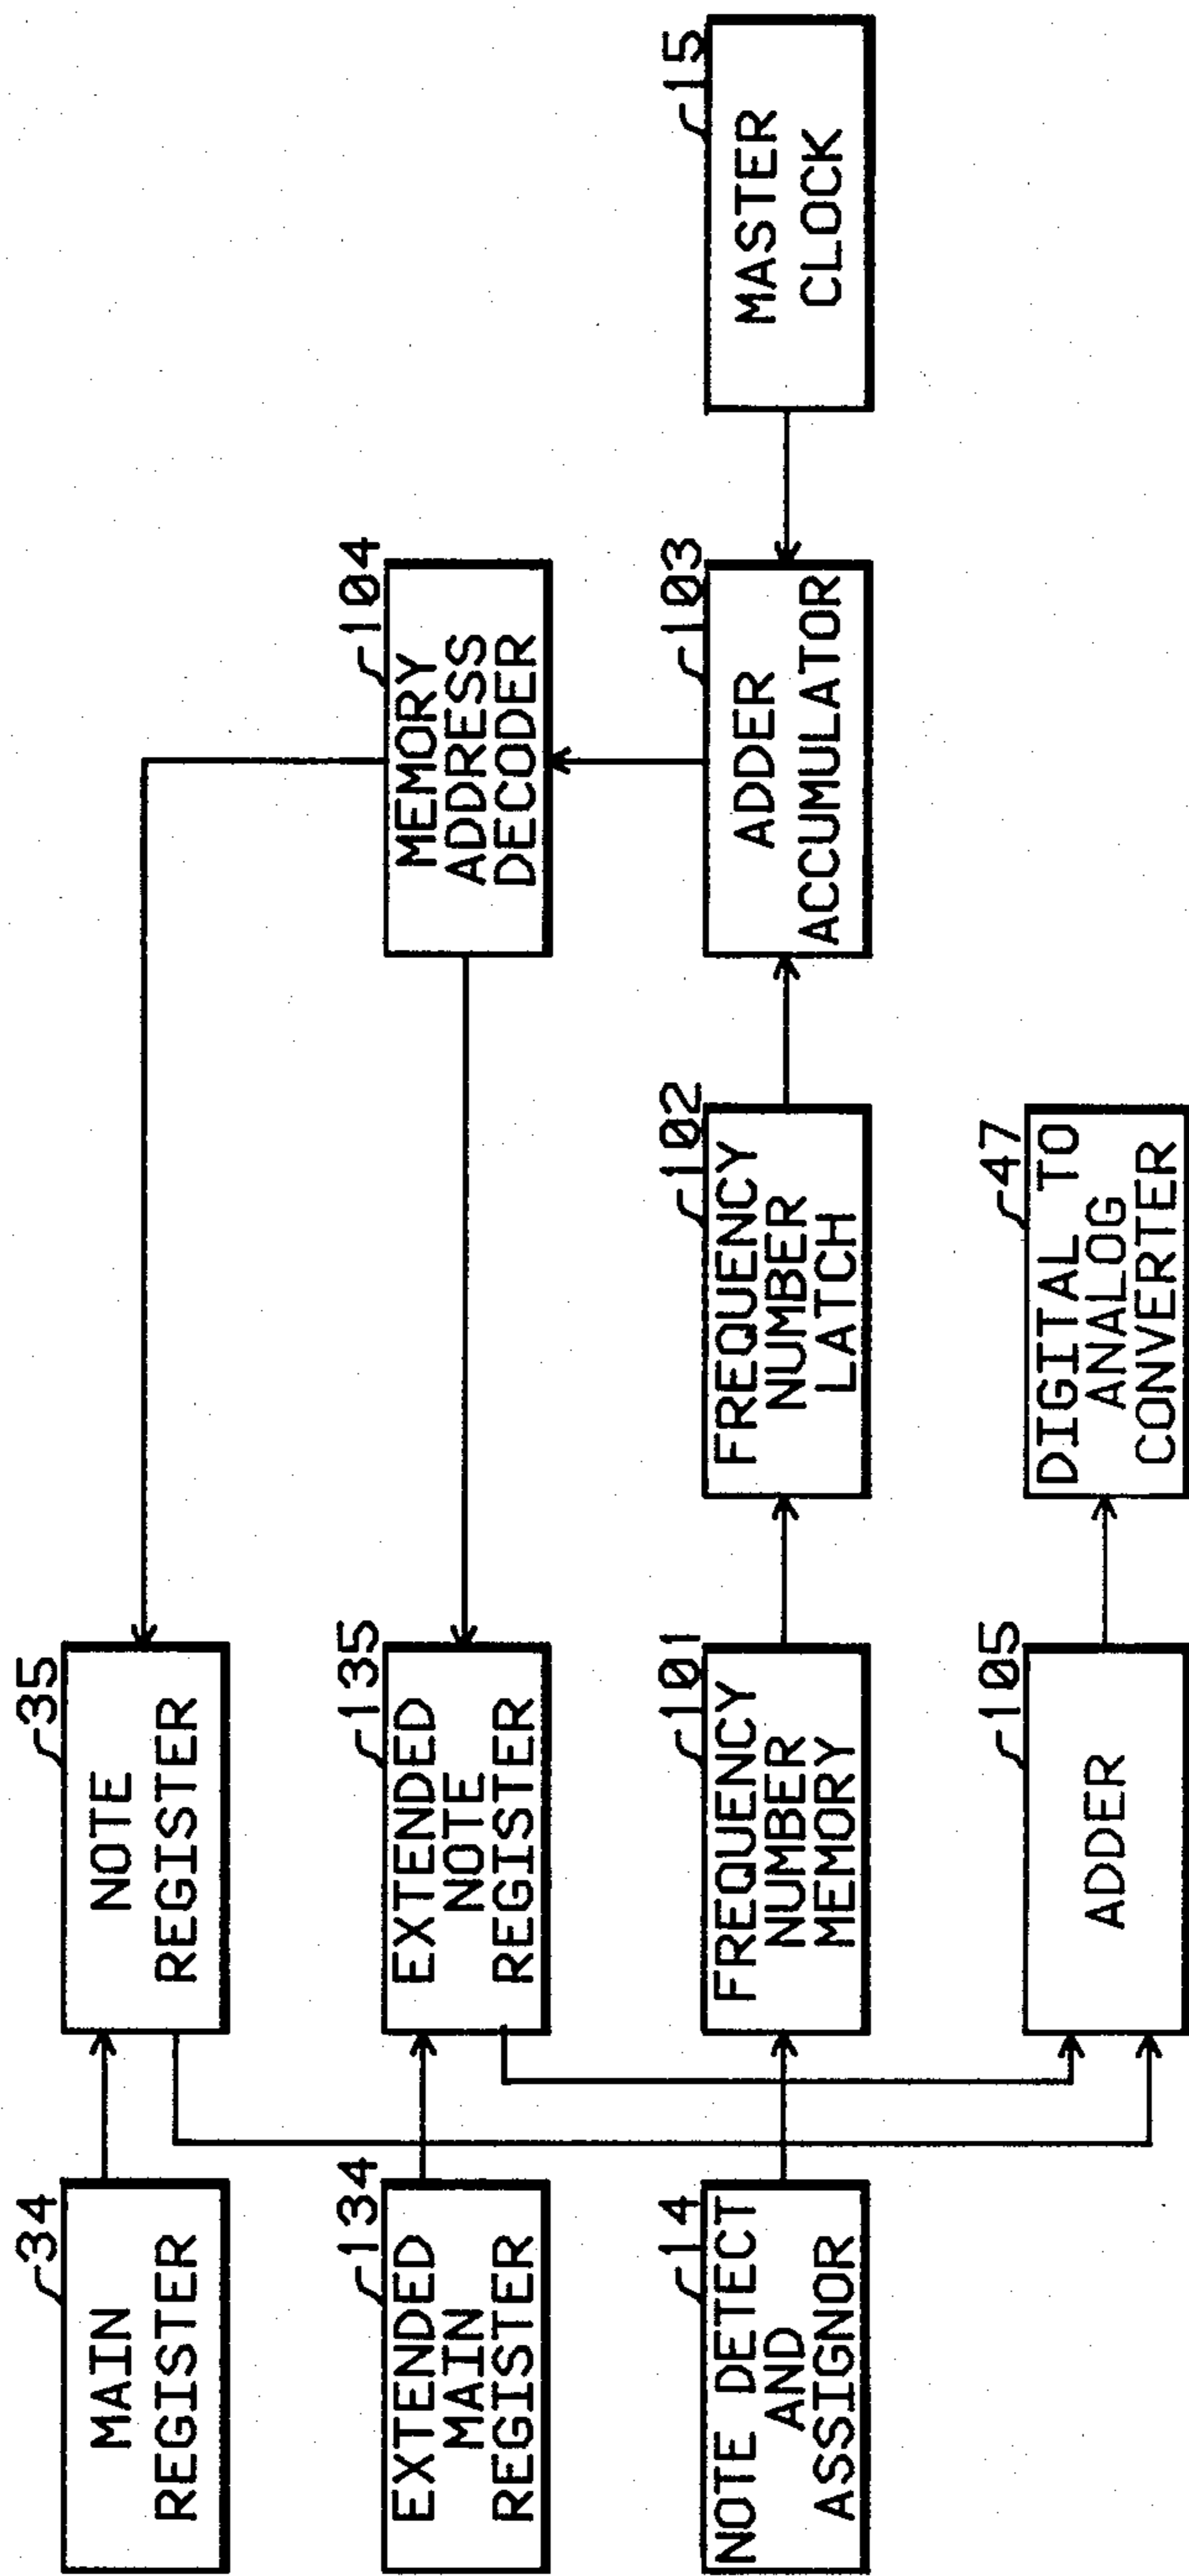 34
MAIN
REGISTER
35
NOTE
REGISTER
134
EXTENDED
MAIN
REGISTER
135
EXTENDED
NOTE
REGISTER
104
MEMORY
ADDRESS
DECODER
14
NOTE DETECT
AND
ASSIGNOR
101
FREQUENCY
NUMBER
MEMORY
102
FREQUENCY
NUMBER
LATCH
103
ADDER
ACCUMULATOR
15
MASTER
CLOCK
105
ADDER
47
DIGITAL TO
ANALOG
CONVERTER